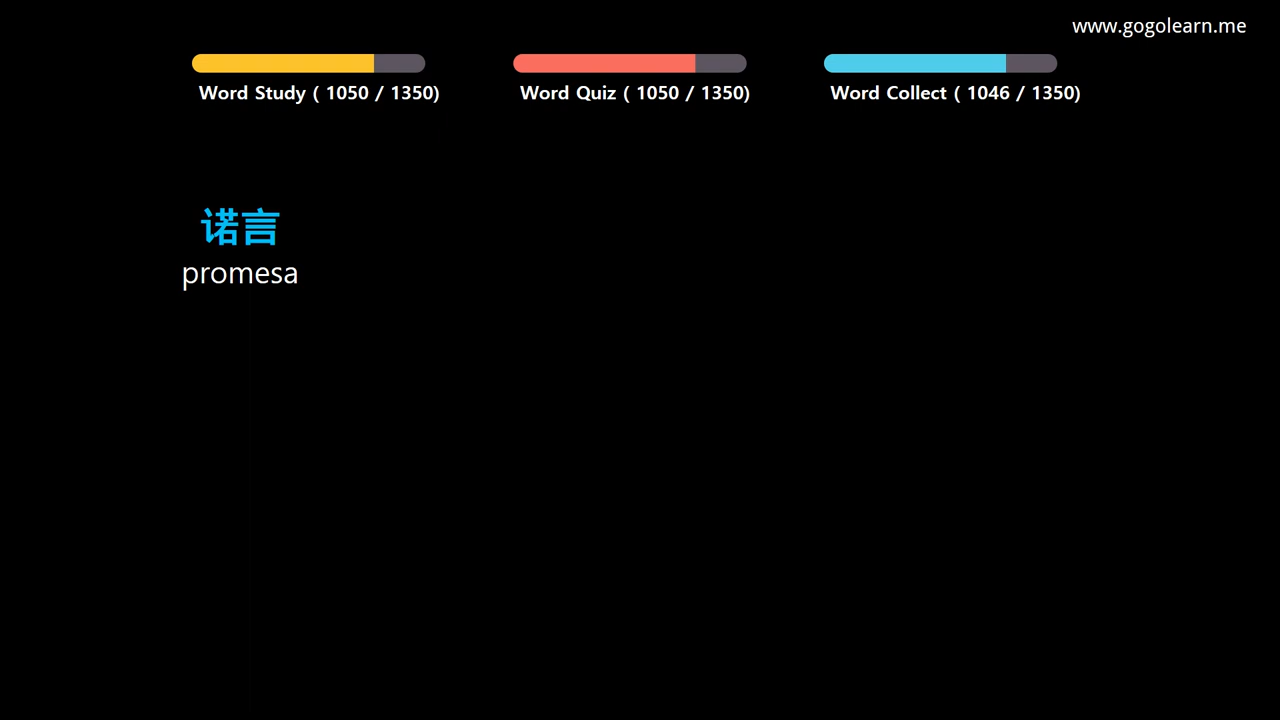 www.gogolearn.me
Word Study ( 1050 / 1350)
Word Quiz ( 1050 / 1350)
Word Collect ( 1046 / 1350)
诺言
promesa